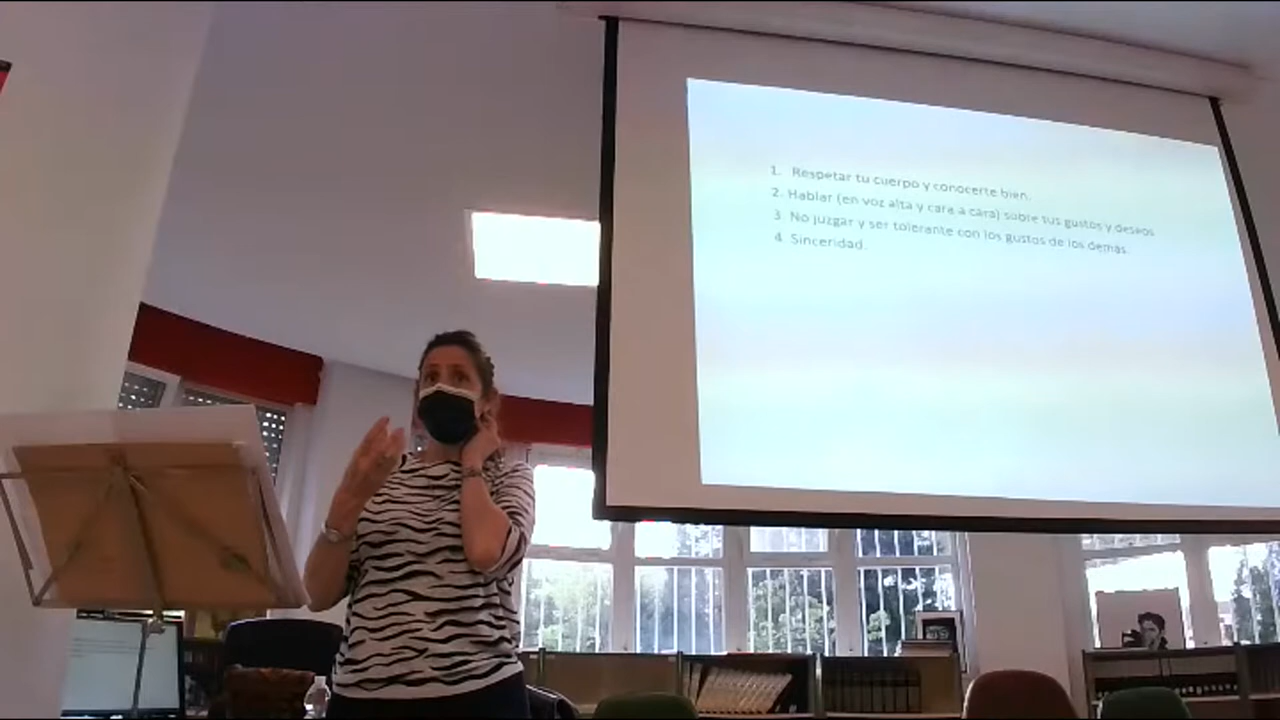 1. Respetar tu cuerpo y conocerte bien.
2. Hablar (en voz alta y cara a cara) sobre tus gustos y deseos
3. No juzgar y ser tolerante con los gustos de los demás.
4. Sinceridad.